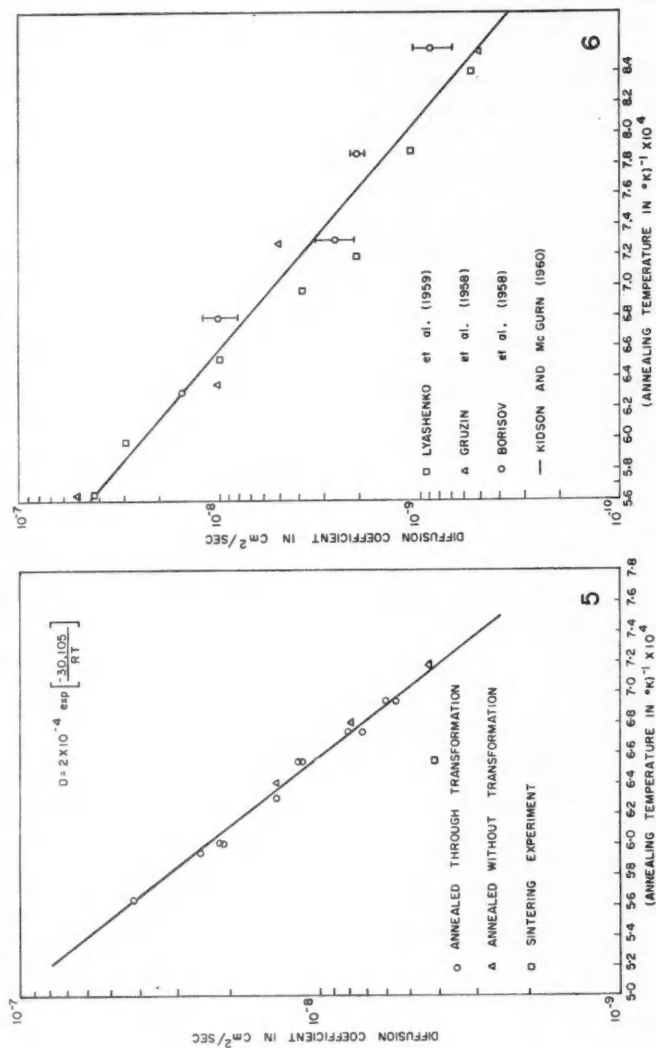 10⁻⁷
10⁻⁸
10⁻⁹
DIFFUSION COEFFICIENT IN Cm²/SEC
D = 2 X 10⁻⁴ exp [-30,105 / RT]
○ ANNEALED THROUGH TRANSFORMATION
△ ANNEALED WITHOUT TRANSFORMATION
□ SINTERING EXPERIMENT
5
5·0 5·2 5·4 5·6 5·8 6·0 6·2 6·4 6·6 6·8 7·0 7·2 7·4 7·6 7·8
(ANNEALING TEMPERATURE IN °K)⁻¹ X10⁴
10⁻⁷
10⁻⁸
10⁻⁹
10⁻¹⁰
DIFFUSION COEFFICIENT IN Cm²/SEC
□ LYASHENKO et al. (1959)
△ GRUZIN et al. (1958)
○ BORISOV et al. (1958)
— KIDSON AND McGURN (1960)
6
5·6 5·8 6·0 6·2 6·4 6·6 6·8 7·0 7·2 7·4 7·6 7·8 8·0 8·2 8·4
(ANNEALING TEMPERATURE IN °K)⁻¹ X10⁴